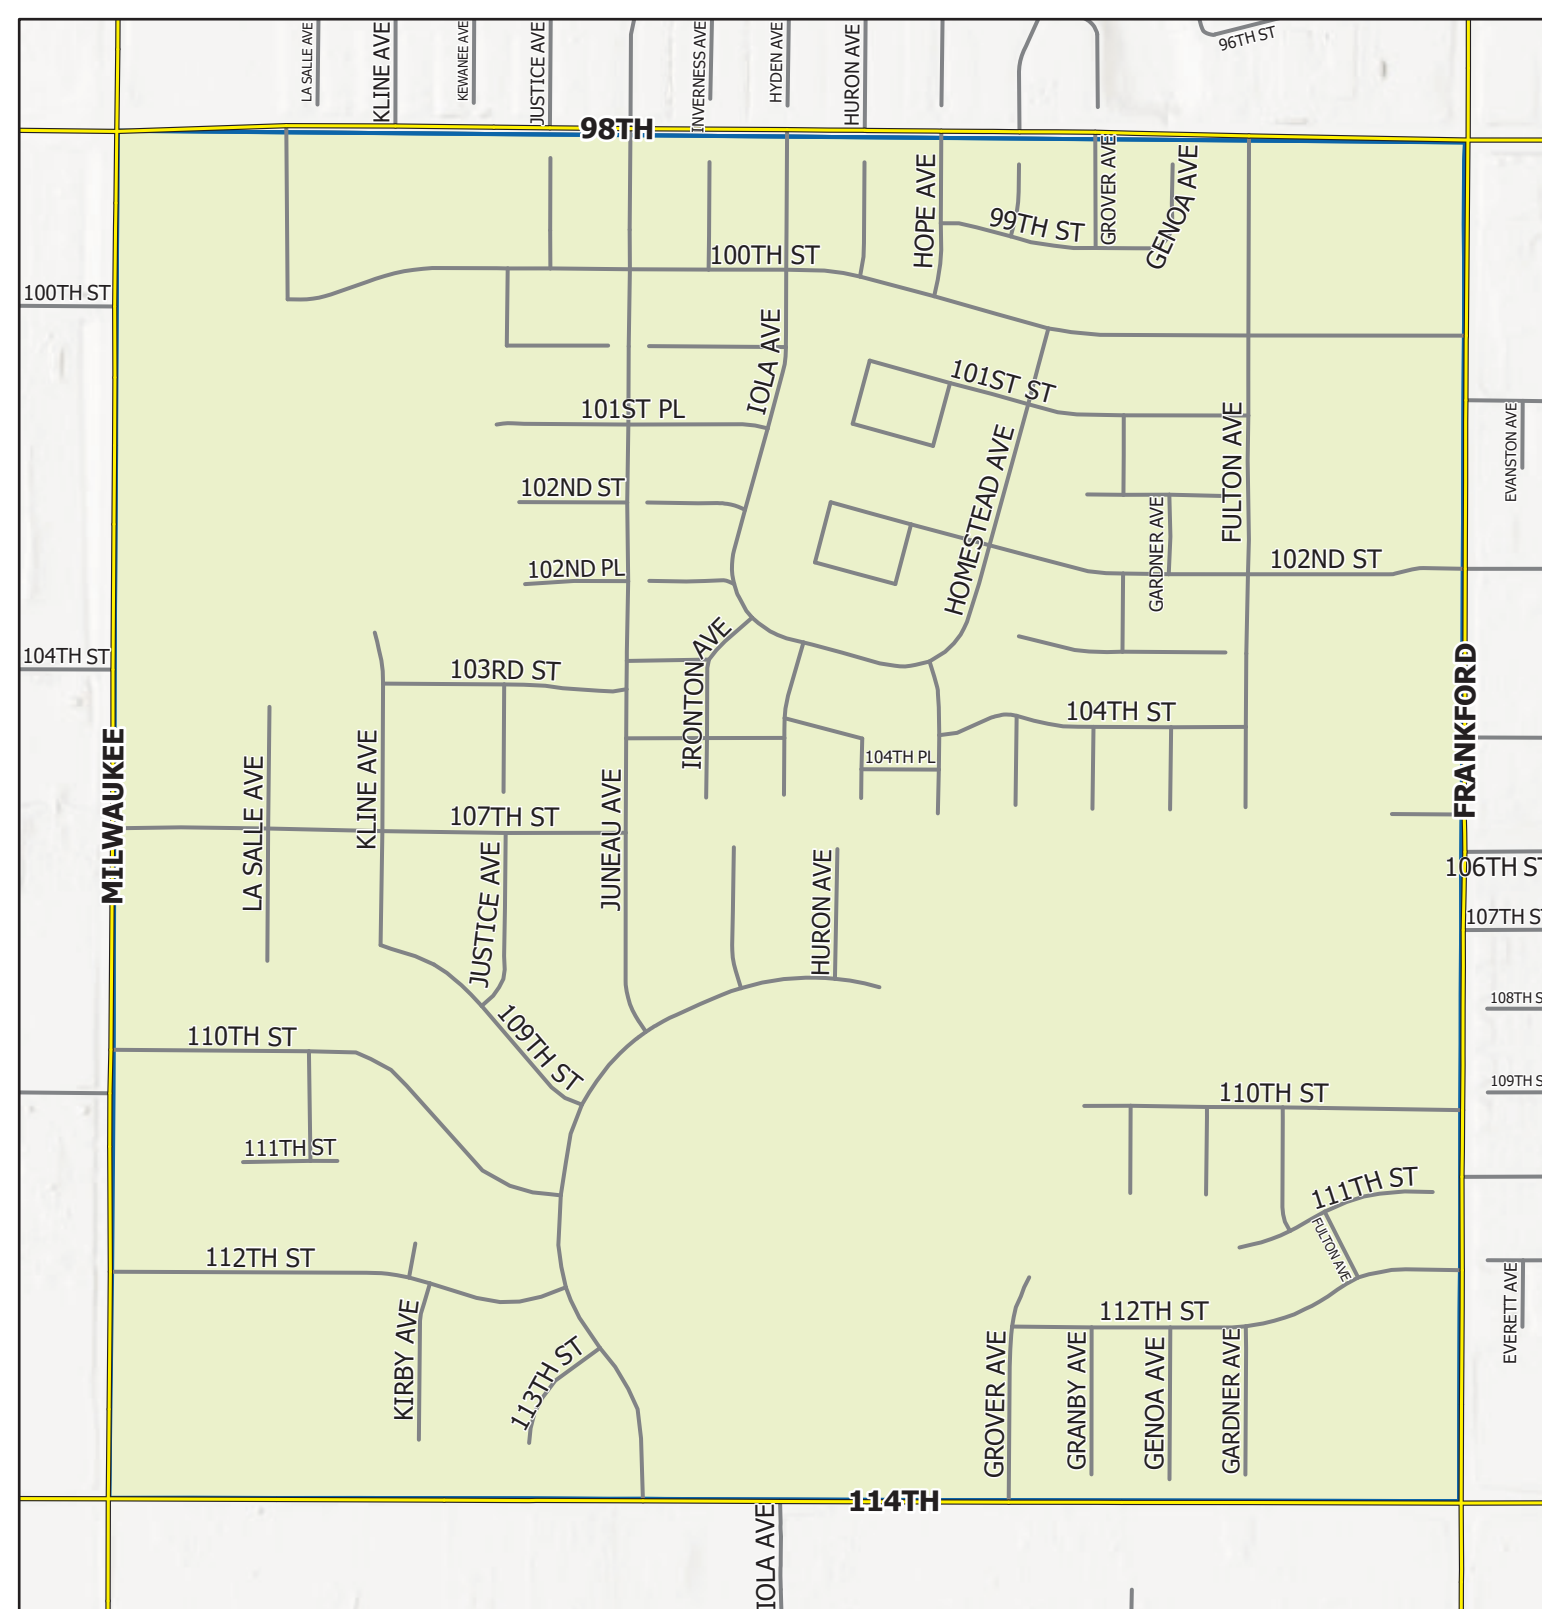 LA SALLE AVE
KLINE AVE
KEWANEE AVE
JUSTICE AVE
INVERNESS AVE
HYDEN AVE
HURON AVE
96TH ST
98TH
HOPE AVE
99TH ST
GROVER AVE
GENOA AVE
100TH ST
100TH ST
IOLA AVE
101ST ST
101ST PL
FULTON AVE
EVANSTON AVE
HOMESTEAD AVE
102ND ST
GARDNER AVE
102ND ST
102ND PL
IRONTON AVE
104TH ST
103RD ST
FRANKFORD
104TH ST
MILWAUKEE
KLINE AVE
LA SALLE AVE
JUNEAU AVE
104TH PL
107TH ST
JUSTICE AVE
HURON AVE
106TH ST
107TH ST
108TH S
109TH ST
110TH ST
109TH S
110TH ST
111TH ST
111TH ST
FULTON AVE
112TH ST
KIRBY AVE
113TH ST
112TH ST
EVERETT AVE
GROVER AVE
GRANBY AVE
GENOA AVE
GARDNER AVE
114TH
IOLA AVE